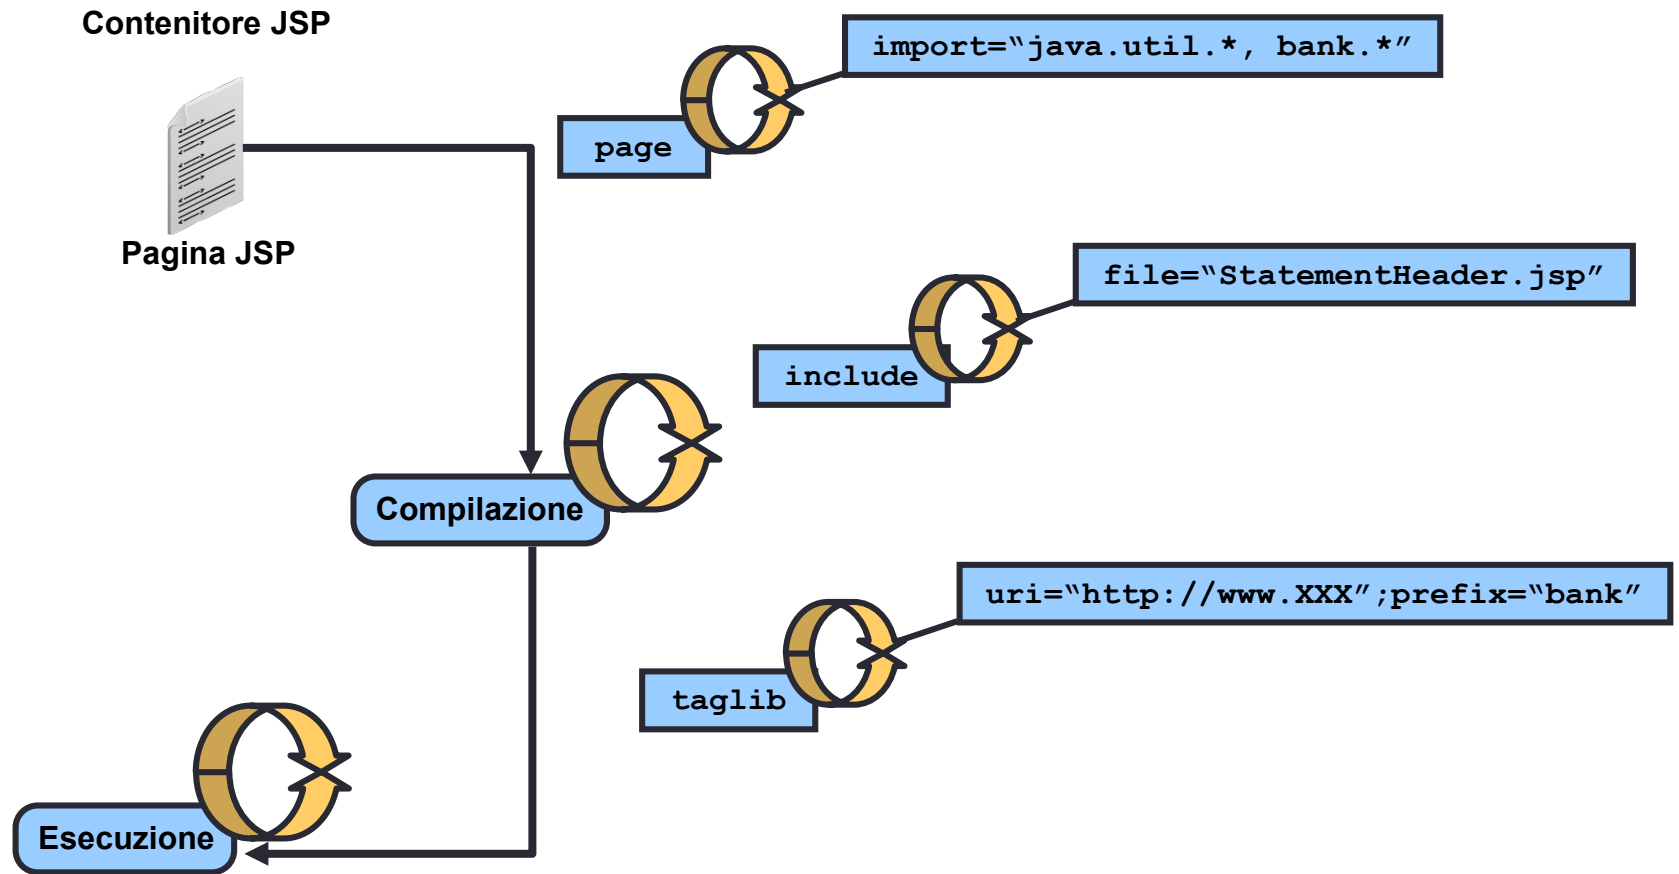 Contenitore JSP
import=“java.util.*, bank.*”
page
Pagina JSP
file=“StatementHeader.jsp”
include
Compilazione
uri=“http://www.XXX”;prefix=“bank”
taglib
Esecuzione